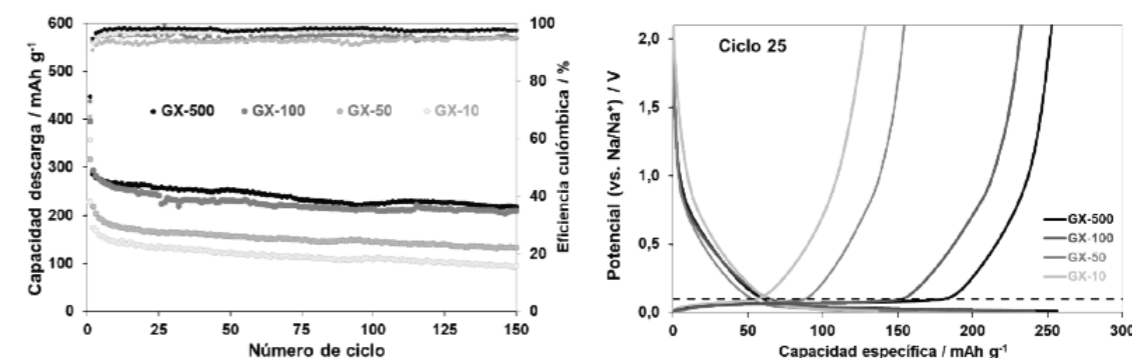 Capacidad descarga / mAh g-1
600
500
400
300
200
100
0
GX-500 GX-100 GX-50 GX-10
100
80
60
40
20
0
Eficiencia culómbica / %
0 25 50 75 100 125 150
Número de ciclo
Potencial (vs. Na/Na+) / V
2,0
1,5
1,0
0,5
0,0
Ciclo 25
GX-500
GX-100
GX-50
GX-10
0 50 100 150 200 250 300
Capacidad específica / mAh g-1